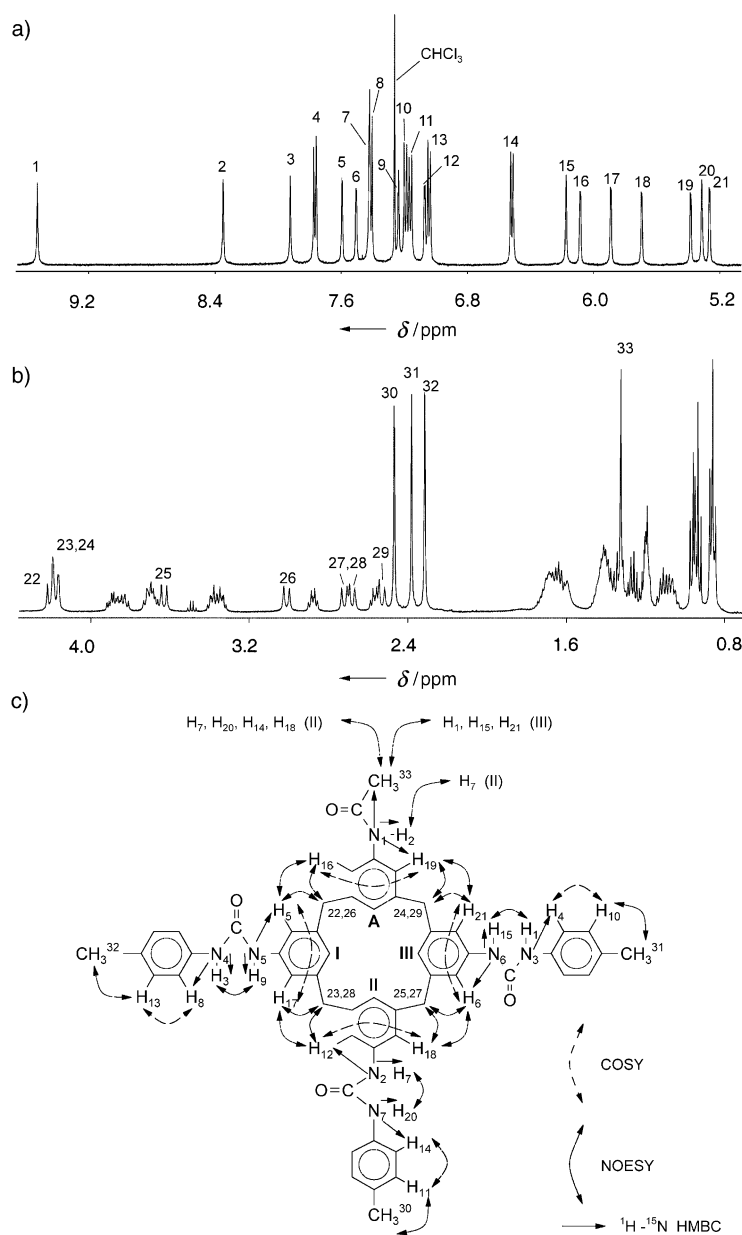 a)
CHCl3
1 2 3 4 5 6 7 8 9 10 11 12 13 14 15 16 17 18 19 20 21
9.2 8.4 7.6 6.8 6.0 5.2
δ / ppm
b)
22 23,24 25 26 27,28 29 30 31 32 33
4.0 3.2 2.4 1.6 0.8
δ / ppm
c)
H7, H20, H14, H18 (II) H1, H15, H21 (III)
CH3 33
O=C H7 (II)
N1 -H2
H16 H19
A
22,26 24,29
H5 H21
O H15 H1 H4 H10
C
CH3 32 N4 N5 I III N6 N3 CH3 31
H3 H9 C
O
H13 H8 H17 II H6
23,28 25,27
H12 H18
N2 H7
O=C
N7 H20
H14
H11
CH3 30
COSY
NOESY
1H -15N HMBC